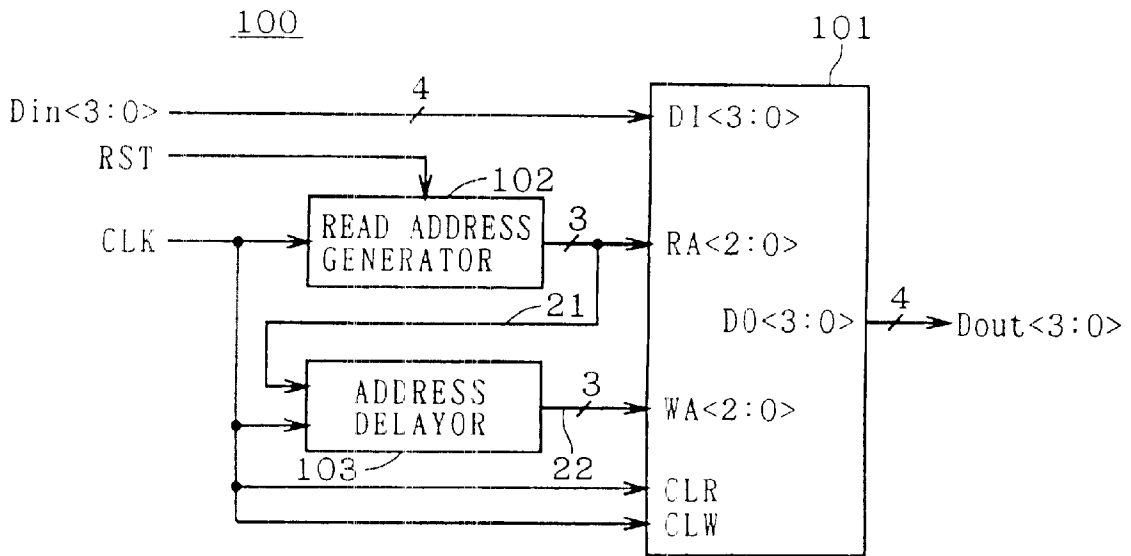 100
101
Din<3:0>
4
DI<3:0>
RST
102
CLK
READ ADDRESS
GENERATOR
3
RA<2:0>
21
DO<3:0>
4
Dout<3:0>
ADDRESS
DELAYOR
3
WA<2:0>
103
22
CLR
CLW